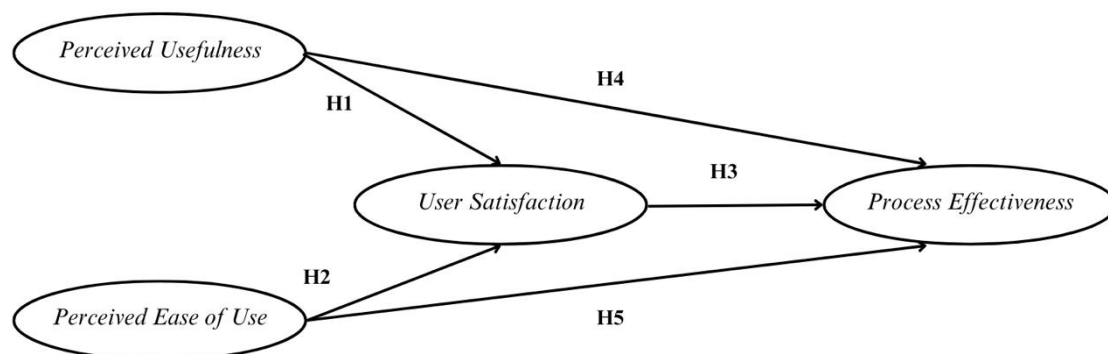 Perceived Usefulness
H4
H1
H3
User Satisfaction
Process Effectiveness
H2
Perceived Ease of Use
H5